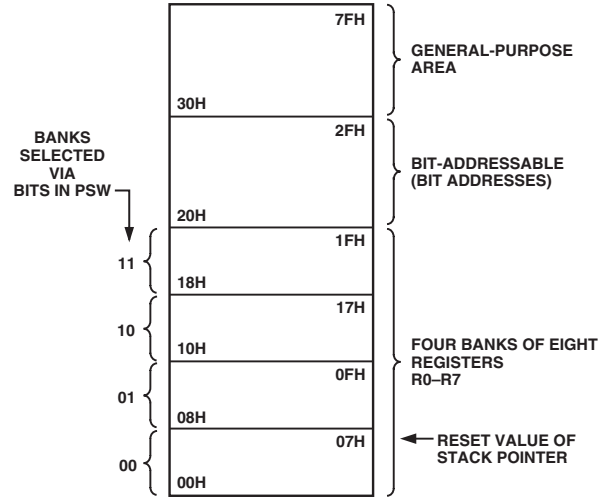 7FH
GENERAL-PURPOSE
AREA
30H
BANKS
SELECTED
VIA
BITS IN PSW
2FH
BIT-ADDRESSABLE
(BIT ADDRESSES)
20H
11
1FH
18H
10
17H
10H
FOUR BANKS OF EIGHT
REGISTERS
R0–R7
01
0FH
08H
00
07H
00H
RESET VALUE OF
STACK POINTER